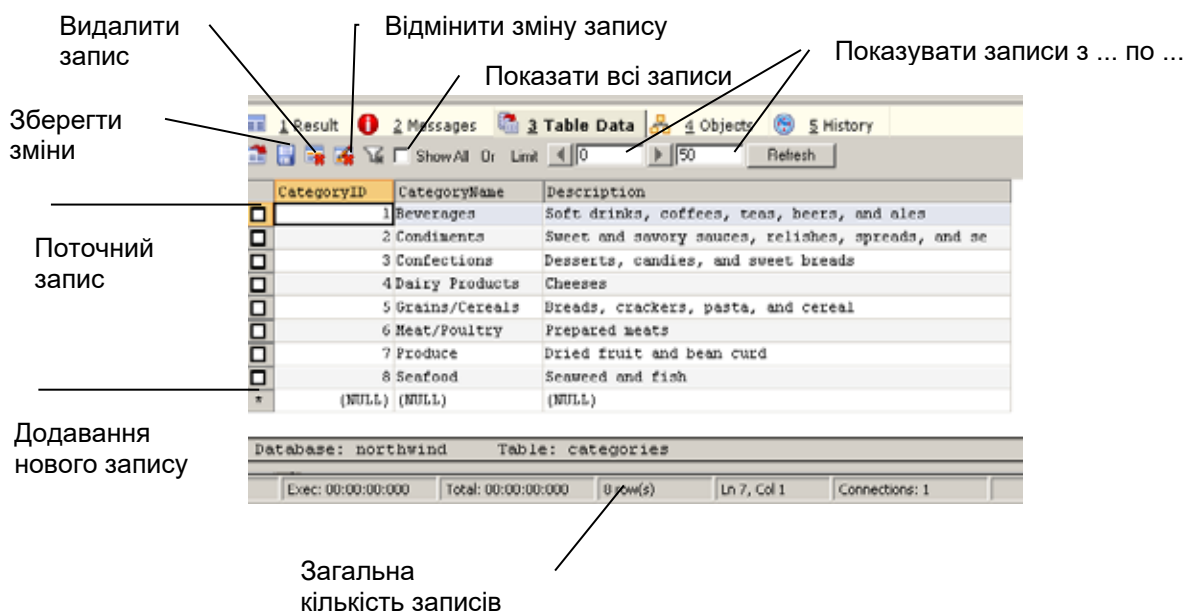 Видалити
запис
Відмінити зміну запису
Показувати записи з ... по ...
Показати всі записи
Зберегти
зміни
1 Result 2 Messages 3 Table Data 4 Objects 5 History
Show All Or Limit 0 50 Refresh
CategoryID CategoryName Description
1 Beverages Soft drinks, coffees, teas, beers, and ales
2 Condiments Sweet and savory sauces, relishes, spreads, and se
3 Confections Desserts, candies, and sweet breads
4 Dairy Products Cheeses
5 Grains/Cereals Breads, crackers, pasta, and cereal
6 Meat/Poultry Prepared meats
7 Produce Dried fruit and bean curd
8 Seafood Seaweed and fish
* (NULL) (NULL) (NULL)
Поточний
запис
Додавання
нового запису
Database: northwind Table: categories
Exec: 00:00:00:000 Total: 00:00:00:000 8 row(s) Ln 7, Col 1 Connections: 1
Загальна
кількість записів